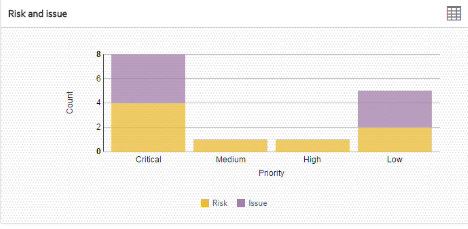 Risk and issue
8
6
4
2
0
Count
Critical Medium High Low
Priority
Risk Issue